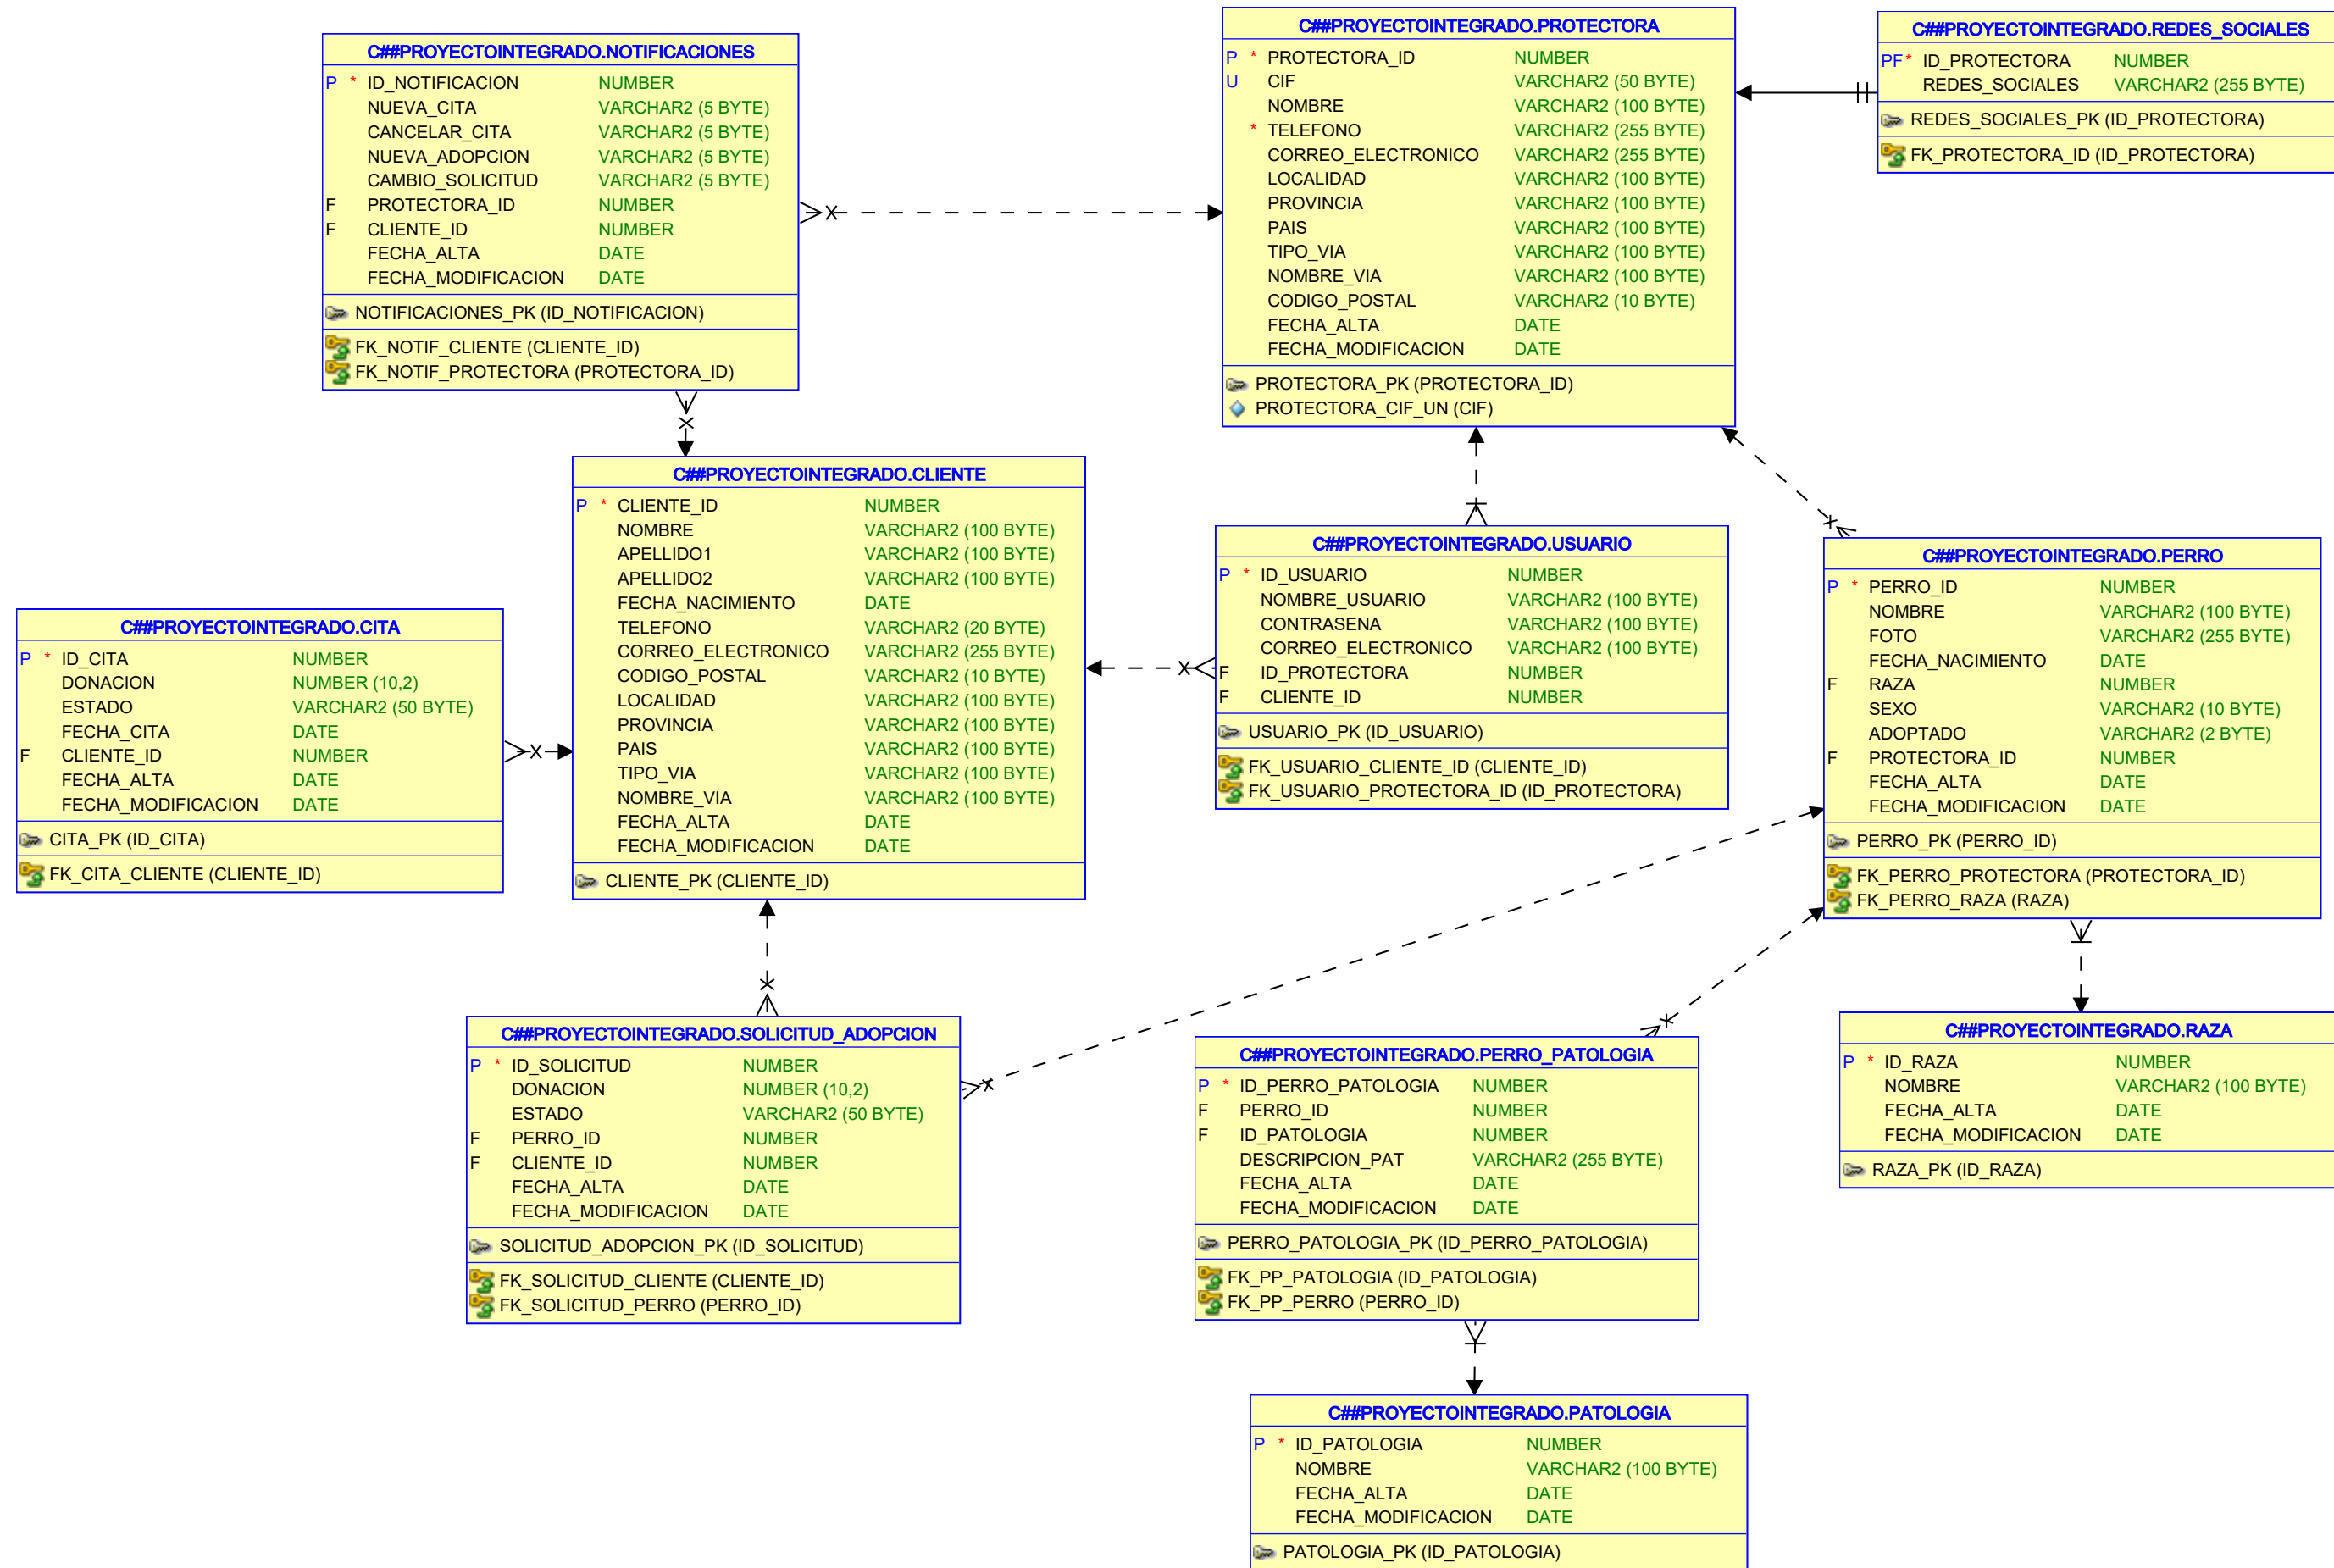 C##PROYECTOINTEGRADO.NOTIFICACIONES
P * ID_NOTIFICACION NUMBER
NUEVA_CITA VARCHAR2 (5 BYTE)
CANCELAR_CITA VARCHAR2 (5 BYTE)
NUEVA_ADOPCION VARCHAR2 (5 BYTE)
CAMBIO_SOLICITUD VARCHAR2 (5 BYTE)
F PROTECTORA_ID NUMBER
F CLIENTE_ID NUMBER
FECHA_ALTA DATE
FECHA_MODIFICACION DATE
NOTIFICACIONES_PK (ID_NOTIFICACION)
FK_NOTIF_CLIENTE (CLIENTE_ID)
FK_NOTIF_PROTECTORA (PROTECTORA_ID)
C##PROYECTOINTEGRADO.PROTECTORA
P * PROTECTORA_ID NUMBER
U CIF VARCHAR2 (50 BYTE)
NOMBRE VARCHAR2 (100 BYTE)
* TELEFONO VARCHAR2 (255 BYTE)
CORREO_ELECTRONICO VARCHAR2 (255 BYTE)
LOCALIDAD VARCHAR2 (100 BYTE)
PROVINCIA VARCHAR2 (100 BYTE)
PAIS VARCHAR2 (100 BYTE)
TIPO_VIA VARCHAR2 (100 BYTE)
NOMBRE_VIA VARCHAR2 (100 BYTE)
CODIGO_POSTAL VARCHAR2 (10 BYTE)
FECHA_ALTA DATE
FECHA_MODIFICACION DATE
PROTECTORA_PK (PROTECTORA_ID)
PROTECTORA_CIF_UN (CIF)
C##PROYECTOINTEGRADO.REDES_SOCIALES
PF* ID_PROTECTORA NUMBER
REDES_SOCIALES VARCHAR2 (255 BYTE)
REDES_SOCIALES_PK (ID_PROTECTORA)
FK_PROTECTORA_ID (ID_PROTECTORA)
C##PROYECTOINTEGRADO.CLIENTE
P * CLIENTE_ID NUMBER
NOMBRE VARCHAR2 (100 BYTE)
APELLIDO1 VARCHAR2 (100 BYTE)
APELLIDO2 VARCHAR2 (100 BYTE)
FECHA_NACIMIENTO DATE
TELEFONO VARCHAR2 (20 BYTE)
CORREO_ELECTRONICO VARCHAR2 (255 BYTE)
CODIGO_POSTAL VARCHAR2 (10 BYTE)
LOCALIDAD VARCHAR2 (100 BYTE)
PROVINCIA VARCHAR2 (100 BYTE)
PAIS VARCHAR2 (100 BYTE)
TIPO_VIA VARCHAR2 (100 BYTE)
NOMBRE_VIA VARCHAR2 (100 BYTE)
FECHA_ALTA DATE
FECHA_MODIFICACION DATE
CLIENTE_PK (CLIENTE_ID)
C##PROYECTOINTEGRADO.USUARIO
P * ID_USUARIO NUMBER
NOMBRE_USUARIO VARCHAR2 (100 BYTE)
CONTRASENA VARCHAR2 (100 BYTE)
CORREO_ELECTRONICO VARCHAR2 (100 BYTE)
F ID_PROTECTORA NUMBER
F CLIENTE_ID NUMBER
USUARIO_PK (ID_USUARIO)
FK_USUARIO_CLIENTE_ID (CLIENTE_ID)
FK_USUARIO_PROTECTORA_ID (ID_PROTECTORA)
C##PROYECTOINTEGRADO.PERRO
P * PERRO_ID NUMBER
NOMBRE VARCHAR2 (100 BYTE)
FOTO VARCHAR2 (255 BYTE)
FECHA_NACIMIENTO DATE
F RAZA NUMBER
SEXO VARCHAR2 (10 BYTE)
ADOPTADO VARCHAR2 (2 BYTE)
F PROTECTORA_ID NUMBER
FECHA_ALTA DATE
FECHA_MODIFICACION DATE
PERRO_PK (PERRO_ID)
FK_PERRO_PROTECTORA (PROTECTORA_ID)
FK_PERRO_RAZA (RAZA)
C##PROYECTOINTEGRADO.CITA
P * ID_CITA NUMBER
DONACION NUMBER (10,2)
ESTADO VARCHAR2 (50 BYTE)
FECHA_CITA DATE
F CLIENTE_ID NUMBER
FECHA_ALTA DATE
FECHA_MODIFICACION DATE
CITA_PK (ID_CITA)
FK_CITA_CLIENTE (CLIENTE_ID)
C##PROYECTOINTEGRADO.SOLICITUD_ADOPCION
P * ID_SOLICITUD NUMBER
DONACION NUMBER (10,2)
ESTADO VARCHAR2 (50 BYTE)
F PERRO_ID NUMBER
F CLIENTE_ID NUMBER
FECHA_ALTA DATE
FECHA_MODIFICACION DATE
SOLICITUD_ADOPCION_PK (ID_SOLICITUD)
FK_SOLICITUD_CLIENTE (CLIENTE_ID)
FK_SOLICITUD_PERRO (PERRO_ID)
C##PROYECTOINTEGRADO.PERRO_PATOLOGIA
P * ID_PERRO_PATOLOGIA NUMBER
F PERRO_ID NUMBER
F ID_PATOLOGIA NUMBER
DESCRIPCION_PAT VARCHAR2 (255 BYTE)
FECHA_ALTA DATE
FECHA_MODIFICACION DATE
PERRO_PATOLOGIA_PK (ID_PERRO_PATOLOGIA)
FK_PP_PATOLOGIA (ID_PATOLOGIA)
FK_PP_PERRO (PERRO_ID)
C##PROYECTOINTEGRADO.RAZA
P * ID_RAZA NUMBER
NOMBRE VARCHAR2 (100 BYTE)
FECHA_ALTA DATE
FECHA_MODIFICACION DATE
RAZA_PK (ID_RAZA)
C##PROYECTOINTEGRADO.PATOLOGIA
P * ID_PATOLOGIA NUMBER
NOMBRE VARCHAR2 (100 BYTE)
FECHA_ALTA DATE
FECHA_MODIFICACION DATE
PATOLOGIA_PK (ID_PATOLOGIA)